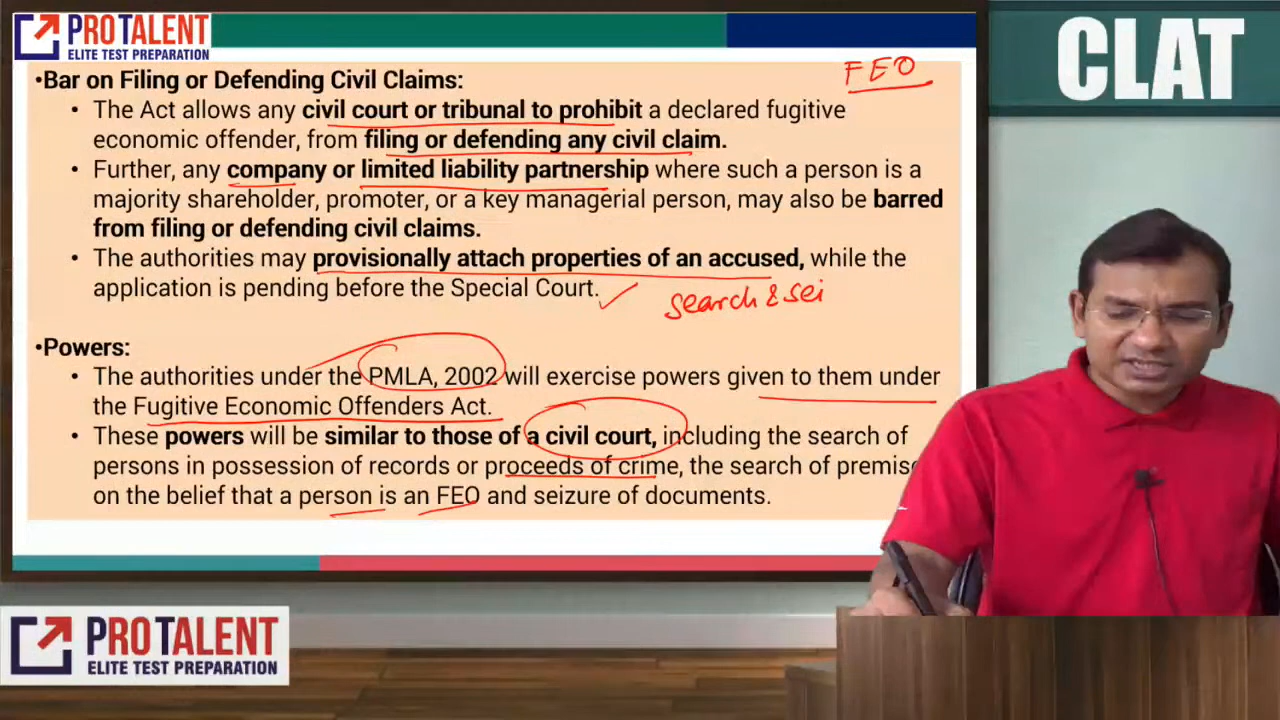 PROTALENT
ELITE TEST PREPARATION
CLAT
FEO
•Bar on Filing or Defending Civil Claims:
• The Act allows any civil court or tribunal to prohibit a declared fugitive
economic offender, from filing or defending any civil claim.
• Further, any company or limited liability partnership where such a person is a
majority shareholder, promoter, or a key managerial person, may also be barred
from filing or defending civil claims.
• The authorities may provisionally attach properties of an accused, while the
application is pending before the Special Court.
search & sei
•Powers:
• The authorities under the PMLA, 2002 will exercise powers given to them under
the Fugitive Economic Offenders Act.
• These powers will be similar to those of a civil court, including the search of
persons in possession of records or proceeds of crime, the search of premise
on the belief that a person is an FEO and seizure of documents.
PROTALENT
ELITE TEST PREPARATION